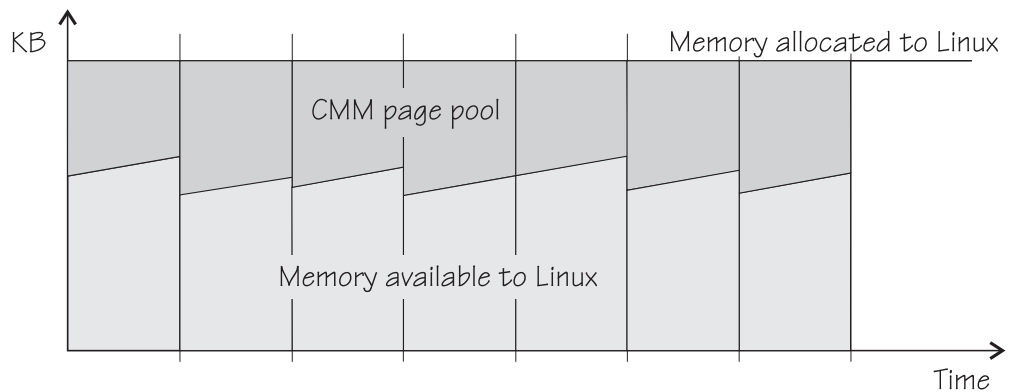 KB
Memory allocated to Linux
CMM page pool
Memory available to Linux
Time